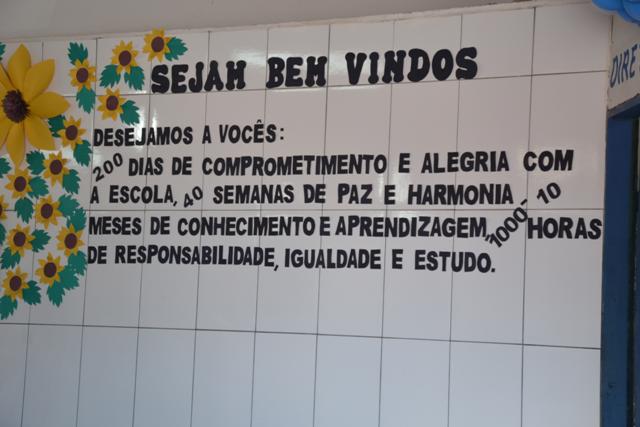 SEJAM BEM VINDOS
DESEJAMOS A VOCÊS:
200 DIAS DE COMPROMETIMENTO E ALEGRIA COM
A ESCOLA, 40 SEMANAS DE PAZ E HARMONIA - 10
MESES DE CONHECIMENTO E APRENDIZAGEM, 1000- HORAS
DE RESPONSABILIDADE, IGUALDADE E ESTUDO.
DIRE